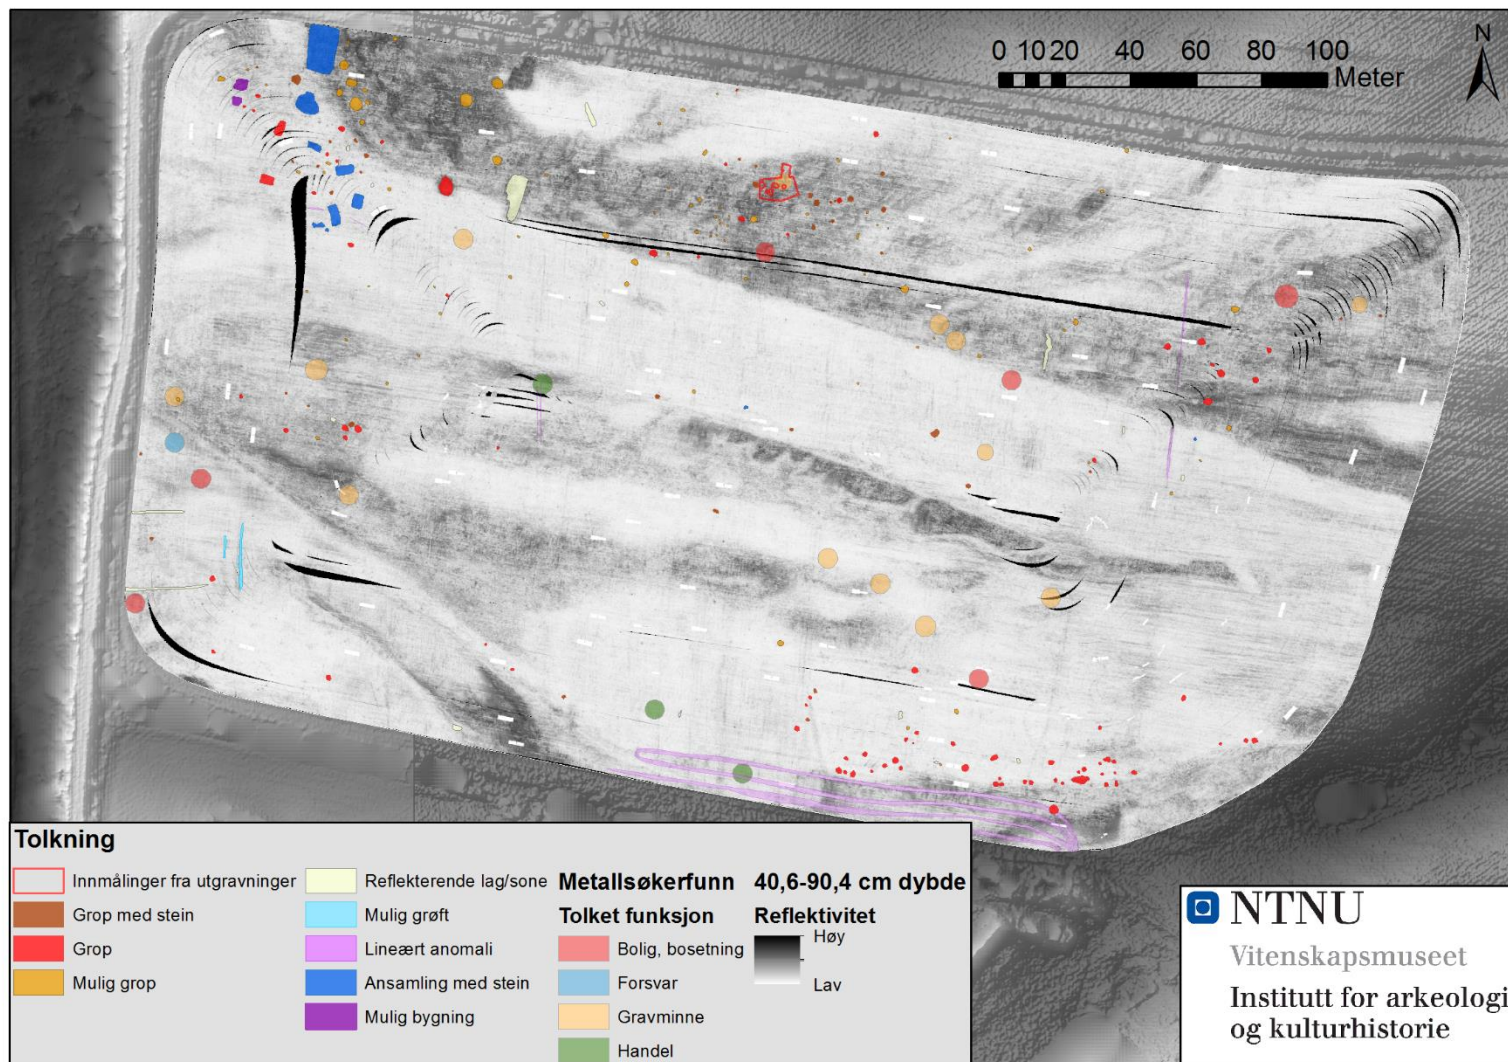 N
0 10 20 40 60 80 100
Meter
Tolkning
Innmålinger fra utgravninger
Grop med stein
Grop
Mulig grop
Reflekterende lag/sone
Mulig grøft
Lineært anomali
Ansamling med stein
Mulig bygning
Metallsøkerfunn
Tolket funksjon
Bolig, bosetning
Forsvar
Gravminne
Handel
40,6-90,4 cm dybde
Reflektivitet
Høy
Lav
NTNU
Vitenskapsmuseet
Institutt for arkeologi
og kulturhistorie